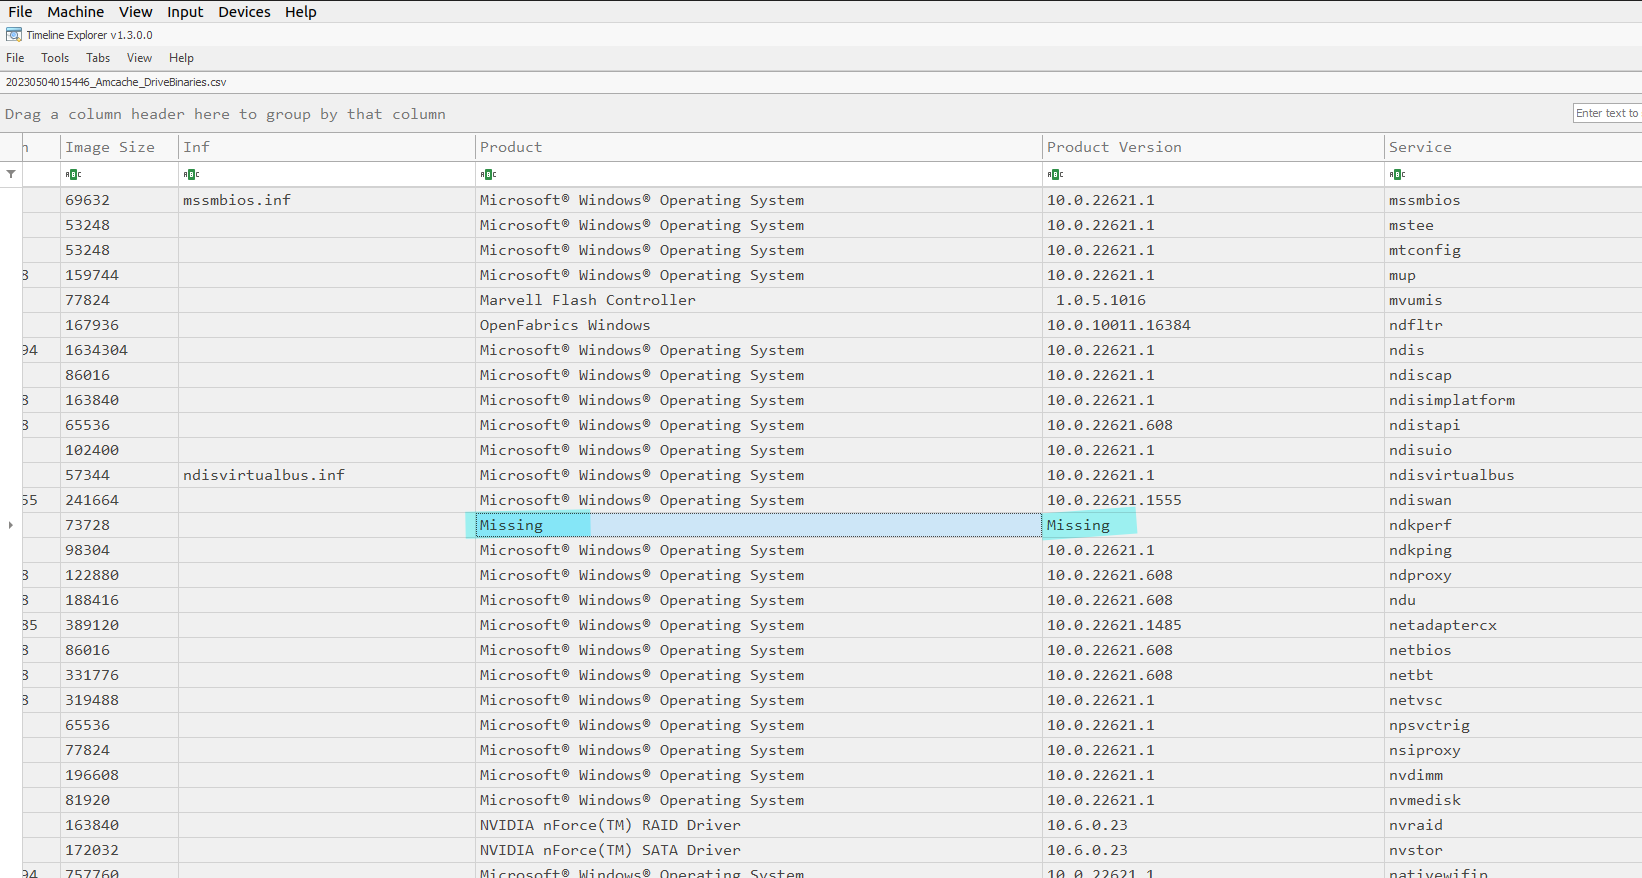 File Machine View Input Devices Help
Timeline Explorer v1.3.0.0
File Tools Tabs View Help
20230504015446_Amcache_DriveBinaries.csv
Drag a column header here to group by that column Enter text to
Image Size Inf Product Product Version Service
69632 mssmbios.inf Microsoft® Windows® Operating System 10.0.22621.1 mssmbios
53248 Microsoft® Windows® Operating System 10.0.22621.1 mstee
53248 Microsoft® Windows® Operating System 10.0.22621.1 mtconfig
8 159744 Microsoft® Windows® Operating System 10.0.22621.1 mup
77824 Marvell Flash Controller 1.0.5.1016 mvumis
167936 OpenFabrics Windows 10.0.10011.16384 ndfltr
94 1634304 Microsoft® Windows® Operating System 10.0.22621.1 ndis
86016 Microsoft® Windows® Operating System 10.0.22621.1 ndiscap
8 163840 Microsoft® Windows® Operating System 10.0.22621.1 ndisimplatform
8 65536 Microsoft® Windows® Operating System 10.0.22621.608 ndistapi
102400 Microsoft® Windows® Operating System 10.0.22621.1 ndisuio
57344 ndisvirtualbus.inf Microsoft® Windows® Operating System 10.0.22621.1 ndisvirtualbus
55 241664 Microsoft® Windows® Operating System 10.0.22621.1555 ndiswan
73728 Missing Missing ndkperf
98304 Microsoft® Windows® Operating System 10.0.22621.1 ndkping
8 122880 Microsoft® Windows® Operating System 10.0.22621.608 ndproxy
8 188416 Microsoft® Windows® Operating System 10.0.22621.608 ndu
85 389120 Microsoft® Windows® Operating System 10.0.22621.1485 netadaptercx
8 86016 Microsoft® Windows® Operating System 10.0.22621.608 netbios
8 331776 Microsoft® Windows® Operating System 10.0.22621.608 netbt
8 319488 Microsoft® Windows® Operating System 10.0.22621.1 netvsc
65536 Microsoft® Windows® Operating System 10.0.22621.1 npsvctrig
77824 Microsoft® Windows® Operating System 10.0.22621.1 nsiproxy
196608 Microsoft® Windows® Operating System 10.0.22621.1 nvdimm
81920 Microsoft® Windows® Operating System 10.0.22621.1 nvmedisk
163840 NVIDIA nForce(TM) RAID Driver 10.6.0.23 nvraid
172032 NVIDIA nForce(TM) SATA Driver 10.6.0.23 nvstor
94 757760 Microsoft® Windows® Operating System 10.0.22621.1 nativewifip